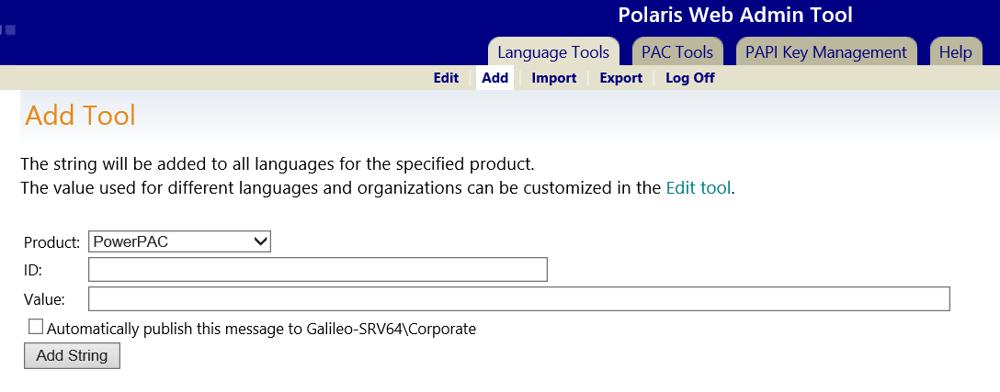 Polaris Web Admin Tool
Language Tools PAC Tools PAPI Key Management Help
Edit Add Import Export Log Off
Add Tool
The string will be added to all languages for the specified product.
The value used for different languages and organizations can be customized in the Edit tool.
Product: PowerPAC
ID:
Value:
Automatically publish this message to Galileo-SRV64\Corporate
Add String